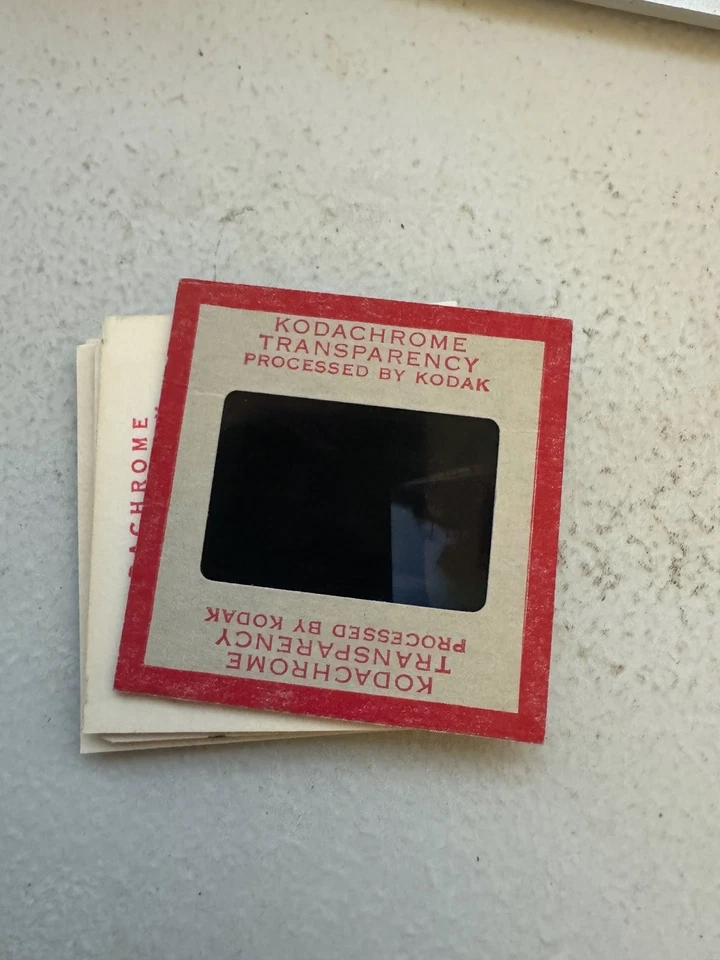 KODACHROME
TRANSPARENCY
PROCESSED BY KODAK
PROCESSED BY KODAK
TRANSPARENCY
KODACHROME